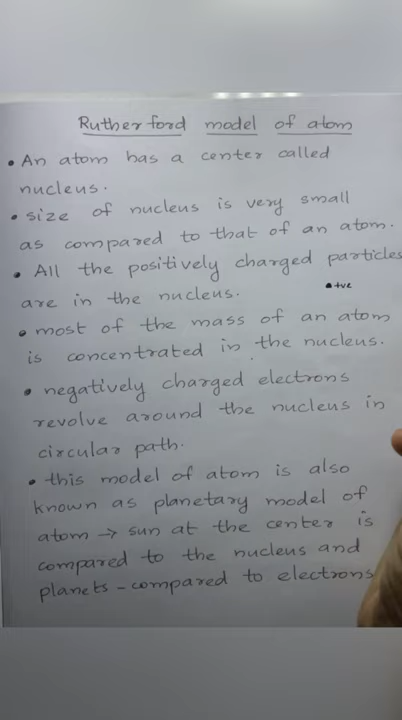 Rutherford model of atom
• An atom has a center called
nucleus.
• size of nucleus is very small
as compared to that of an atom.
• All the positively charged particles
are in the nucleus.
•+ve
• most of the mass of an atom
is concentrated in the nucleus.
• negatively charged electrons
revolve around the nucleus in
circular path.
• this model of atom is also
known as planetary model of
atom → sun at the center is
compared to the nucleus and
planets - compared to electrons